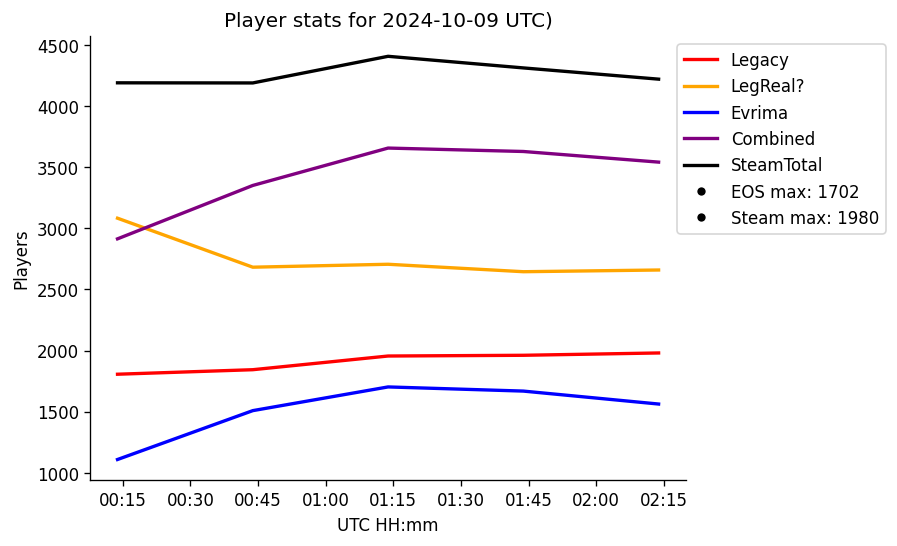 Player stats for 2024-10-09 UTC)
4500
4000
3500
3000
2500
2000
1500
1000
Players
00:15 00:30 00:45 01:00 01:15 01:30 01:45 02:00 02:15
UTC HH:mm
Legacy
LegReal?
Evrima
Combined
SteamTotal
EOS max: 1702
Steam max: 1980